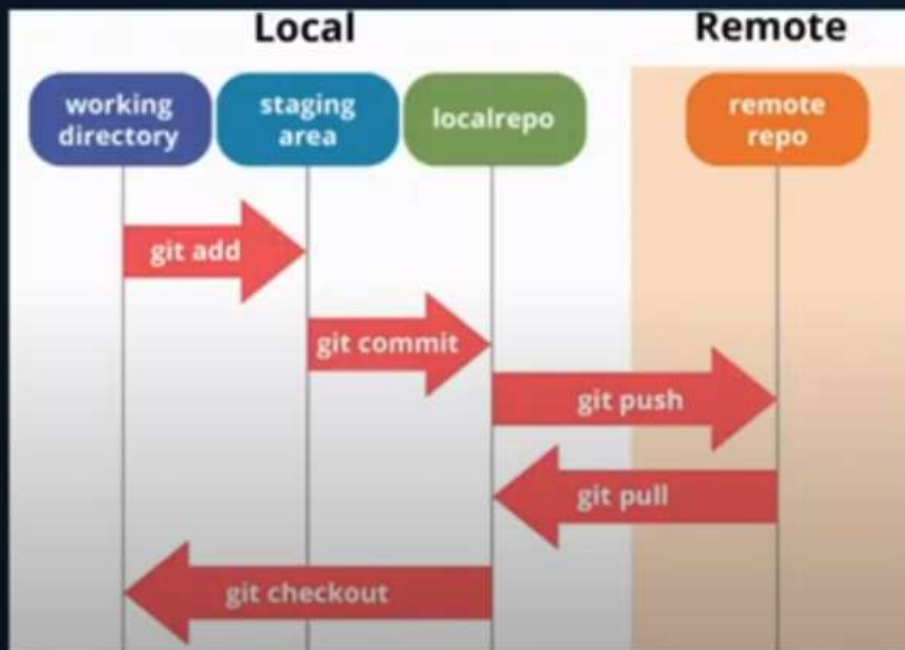 Local
Remote
working
directory
staging
area
localrepo
remote
repo
git add
git commit
git push
git pull
git checkout